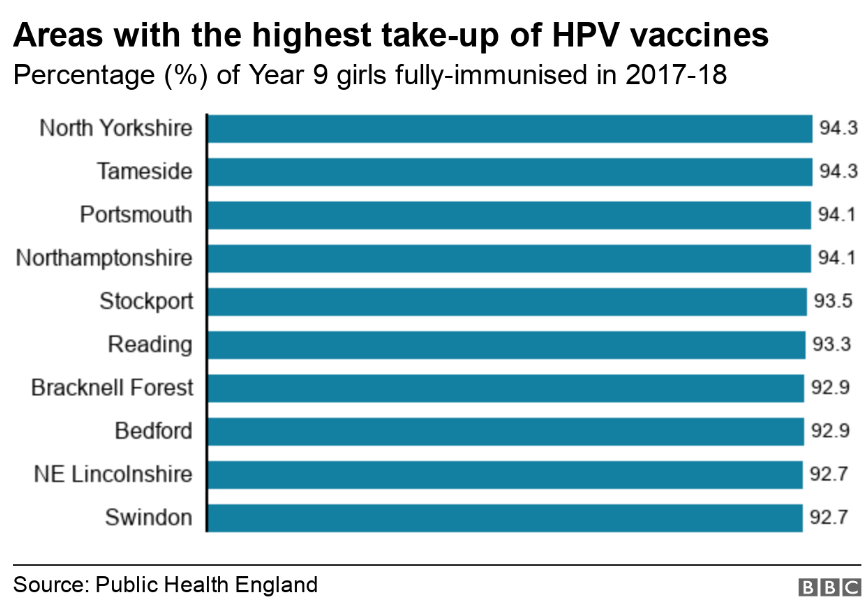 Areas with the highest take-up of HPV vaccines
Percentage (%) of Year 9 girls fully-immunised in 2017-18
North Yorkshire 94.3
Tameside 94.3
Portsmouth 94.1
Northamptonshire 94.1
Stockport 93.5
Reading 93.3
Bracknell Forest 92.9
Bedford 92.9
NE Lincolnshire 92.7
Swindon 92.7
Source: Public Health England BBC